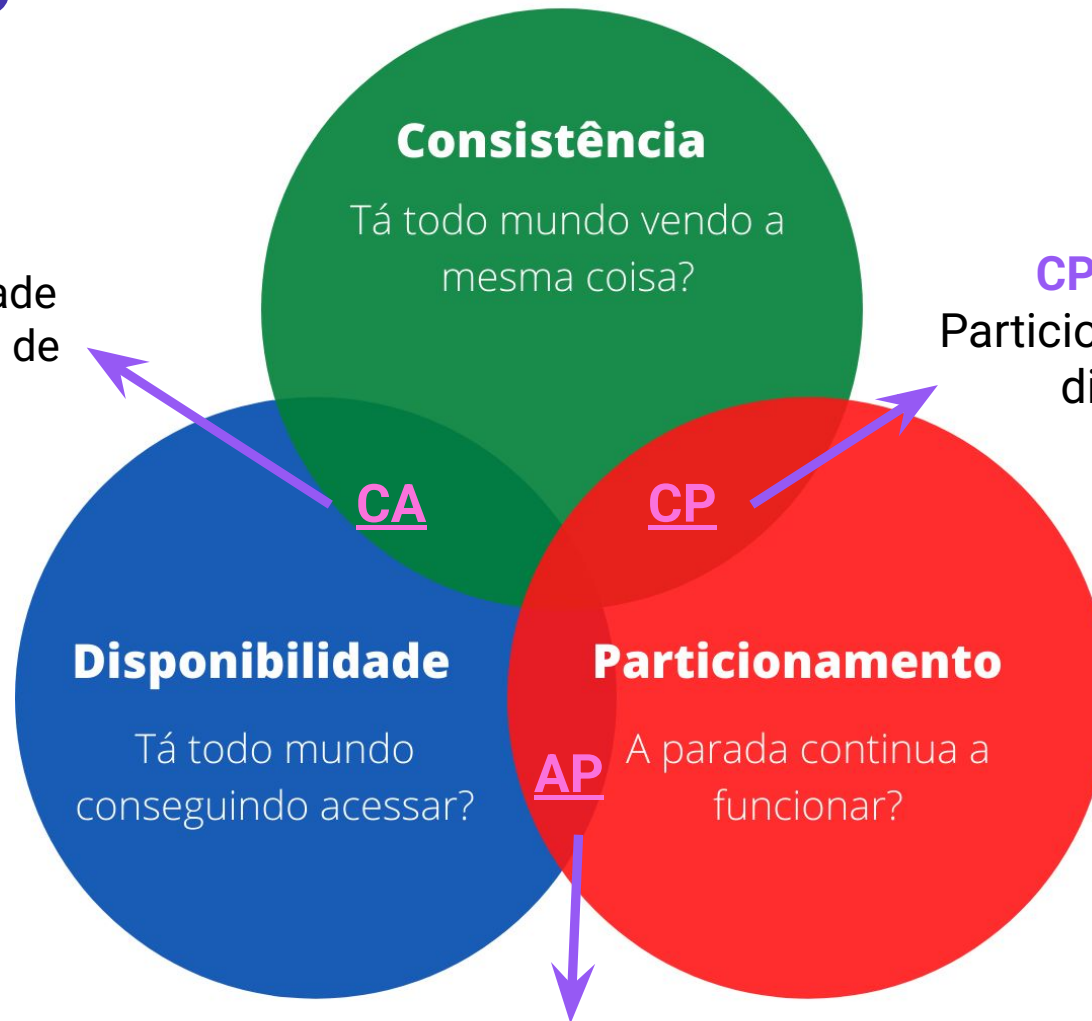 Consistência
Tá todo mundo vendo a
mesma coisa?
de
CP
CA
CP
Disponibilidade
Tá todo mundo
conseguindo acessar?
Particionamento
A parada continua a
funcionar?
AP